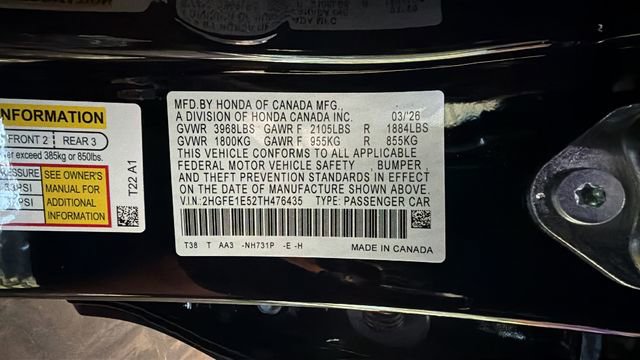 MFD.BY HONDA OF CANADA MFG.,
A DIVISION OF HONDA CANADA INC. 03/'26
GVWR 3968LBS GAWR F 2105LBS R 1884LBS
GVWR 1800KG GAWR F 955KG R 855KG
THIS VEHICLE CONFORMS TO ALL APPLICABLE
FEDERAL MOTOR VEHICLE SAFETY , BUMPER,
AND THEFT PREVENTION STANDARDS IN EFFECT
ON THE DATE OF MANUFACTURE SHOWN ABOVE.
V.I.N: 2HGFE1E52TH476435 TYPE: PASSENGER CAR
T38 T AA3 -NH731P -E -H MADE IN CANADA
INFORMATION
FRONT 2 REAR 3
er exceed 385kg or 850lbs.
SEE OWNER'S
MANUAL FOR
ADDITIONAL
INFORMATION
T22 A1